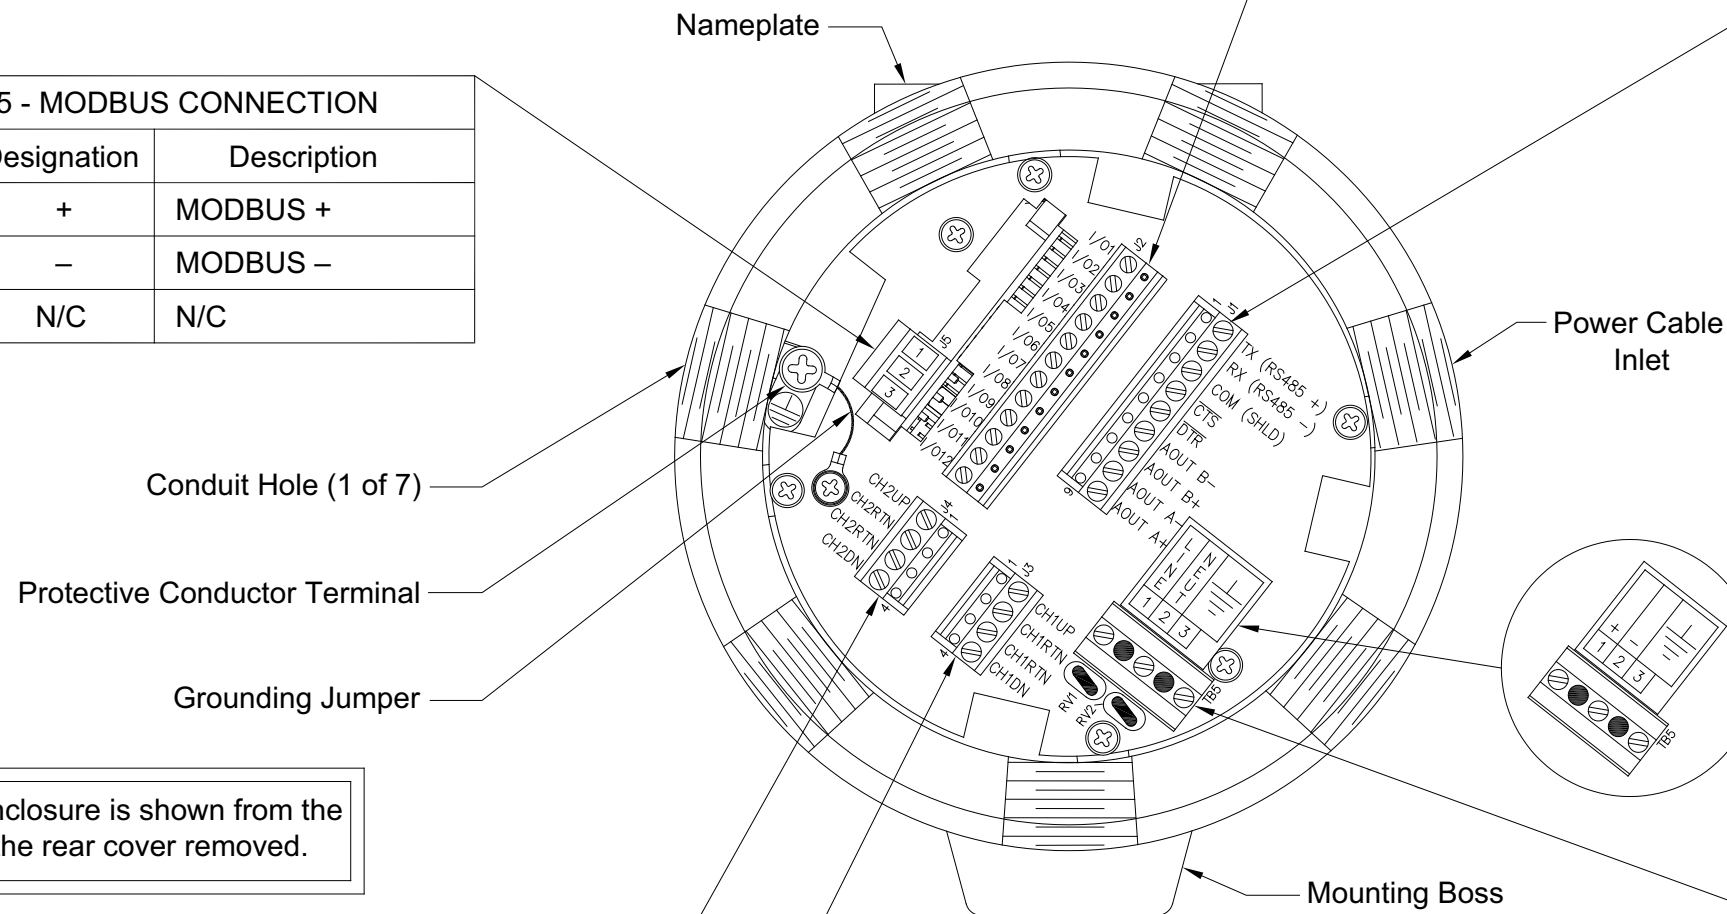 Nameplate
5 - MODBUS CONNECTION
Designation Description
+ MODBUS +
– MODBUS –
N/C N/C
Power Cable
Inlet
Conduit Hole (1 of 7)
Protective Conductor Terminal
Grounding Jumper
nclosure is shown from the
he rear cover removed.
Mounting Boss
J5
1
2
3
J2
I/O1
I/O2
I/O3
I/O4
I/O5
I/O6
I/O7
I/O8
I/O9
I/O10
I/O11
I/O12
1
9
TX (RS485 +)
RX (RS485 -)
COM (SHLD)
CTS
DTR
AOUT B-
AOUT B+
AOUT A-
AOUT A+
J4
1
4
CH2UP
CH2RTN
CH2RTN
CH2DN
1
J3
4
CH1UP
CH1RTN
CH1RTN
CH1DN
LINE
NEUT
1
2
3
TB5
RV1
RV2
+
-
1
2
3
TB5